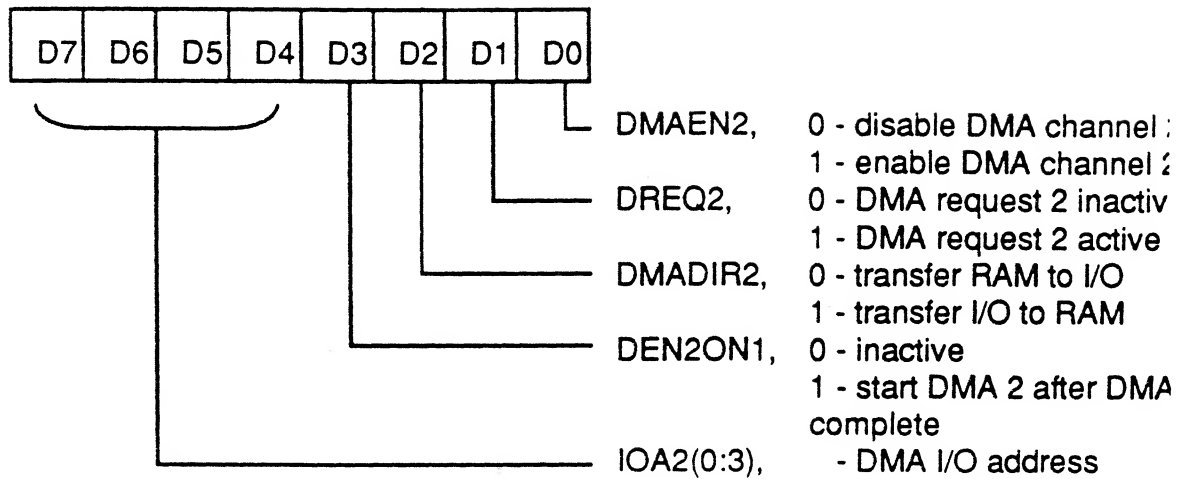 D7 D6 D5 D4 D3 D2 D1 D0
DMAEN2, 0 - disable DMA channel
1 - enable DMA channel 2
DREQ2, 0 - DMA request 2 inactiv
1 - DMA request 2 active
DMADIR2, 0 - transfer RAM to I/O
1 - transfer I/O to RAM
DEN2ON1, 0 - inactive
1 - start DMA 2 after DMA
complete
IOA2(0:3), - DMA I/O address